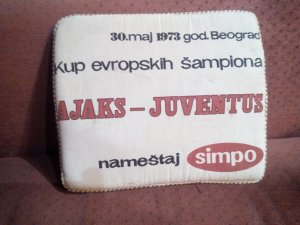 30. maj 1973 god. Beograd
Kup evropskih šampiona
AJAKS – JUVENTUS
nameštaj simpo